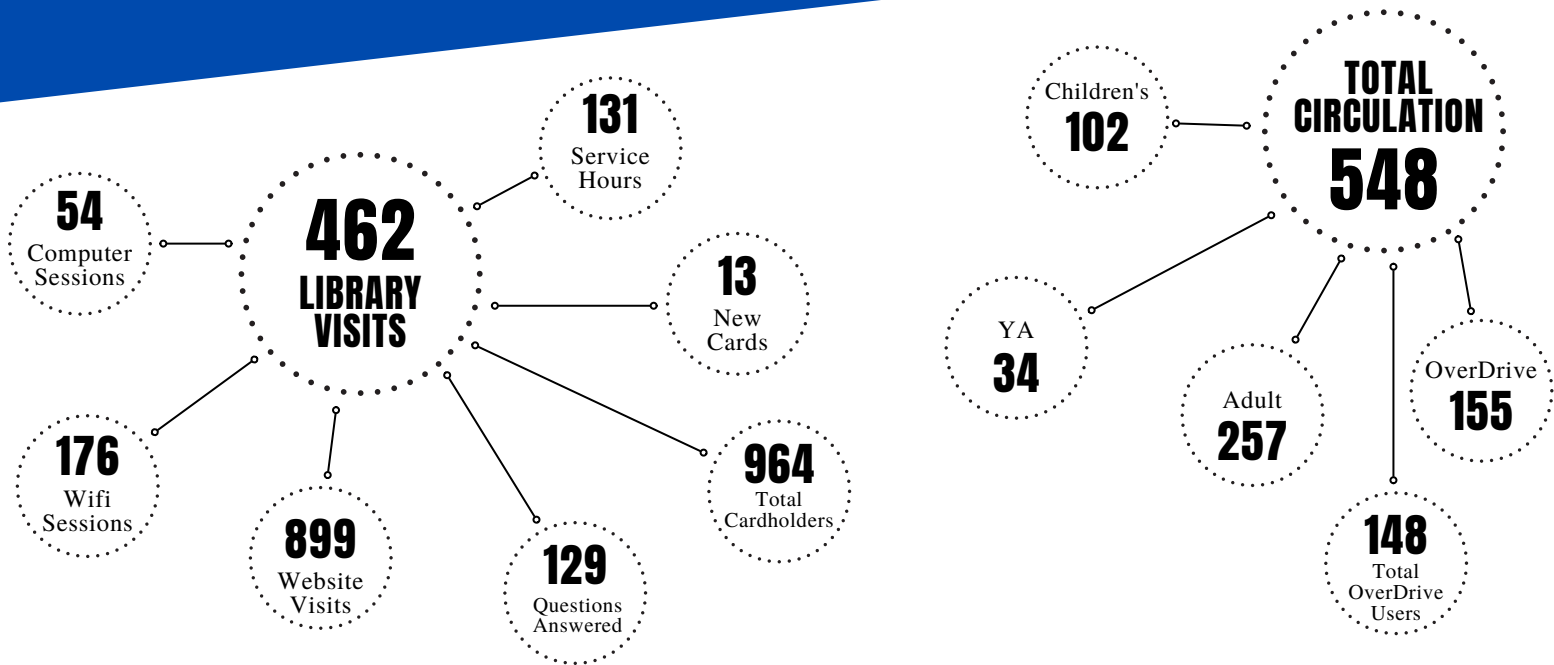 131
Service
Hours
54
Computer
Sessions
462
LIBRARY
VISITS
13
New
Cards
176
Wifi
Sessions
899
Website
Visits
129
Questions
Answered
964
Total
Cardholders
TOTAL
CIRCULATION
548
Children's
102
YA
34
Adult
257
OverDrive
155
148
Total
OverDrive
Users